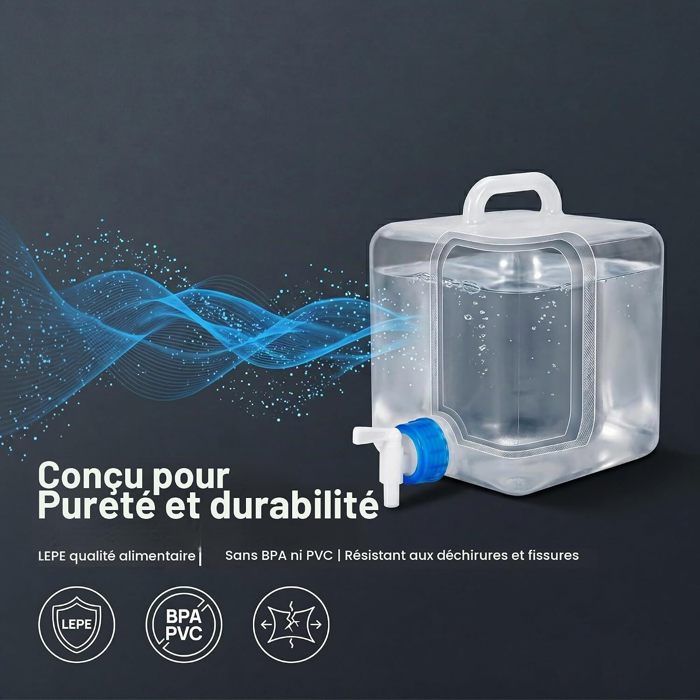 Conçu pour
Pureté et durabilité
LEPE qualité alimentaire | Sans BPA ni PVC | Résistant aux déchirures et fissures
LEPE
BPA
PVC